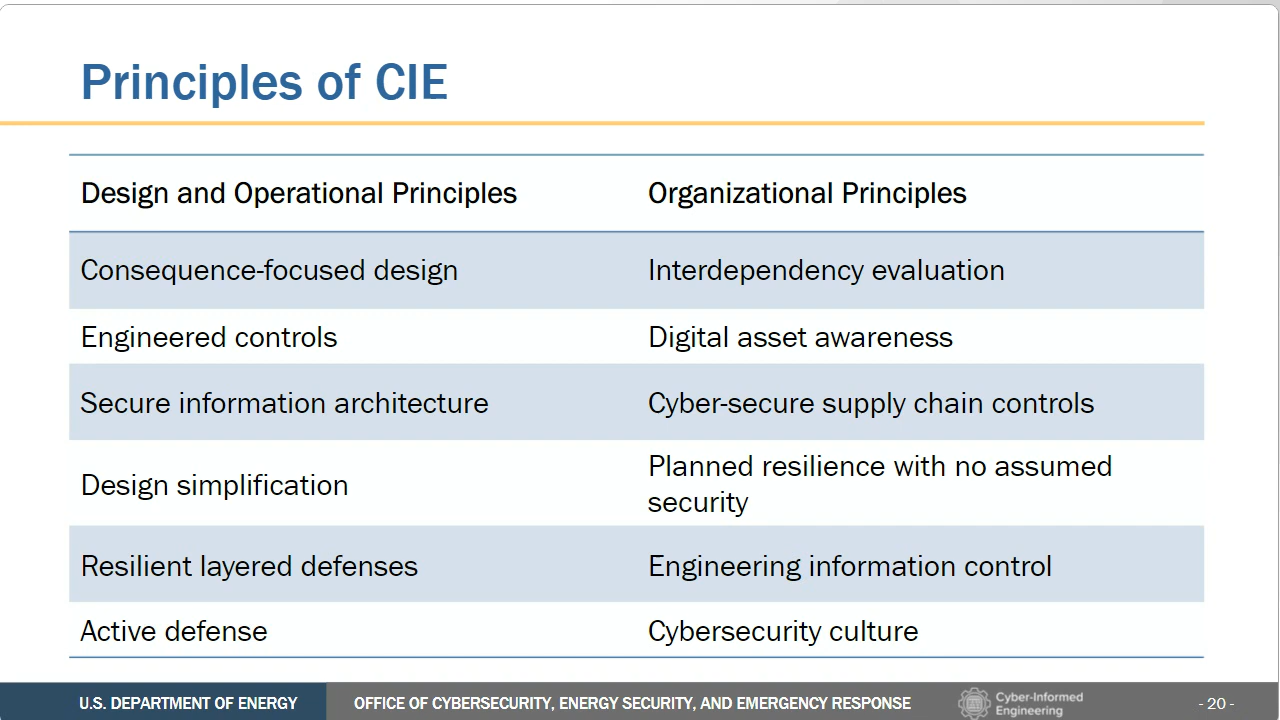 Principles of CIE
Design and Operational Principles
Organizational Principles
Consequence-focused design
Interdependency evaluation
Engineered controls
Digital asset awareness
Secure information architecture
Cyber-secure supply chain controls
Design simplification
Planned resilience with no assumed
security
Resilient layered defenses
Engineering information control
Active defense
Cybersecurity culture
U.S. DEPARTMENT OF ENERGY
OFFICE OF CYBERSECURITY, ENERGY SECURITY, AND EMERGENCY RESPONSE
Cyber-Informed
Engineering
- 20 -